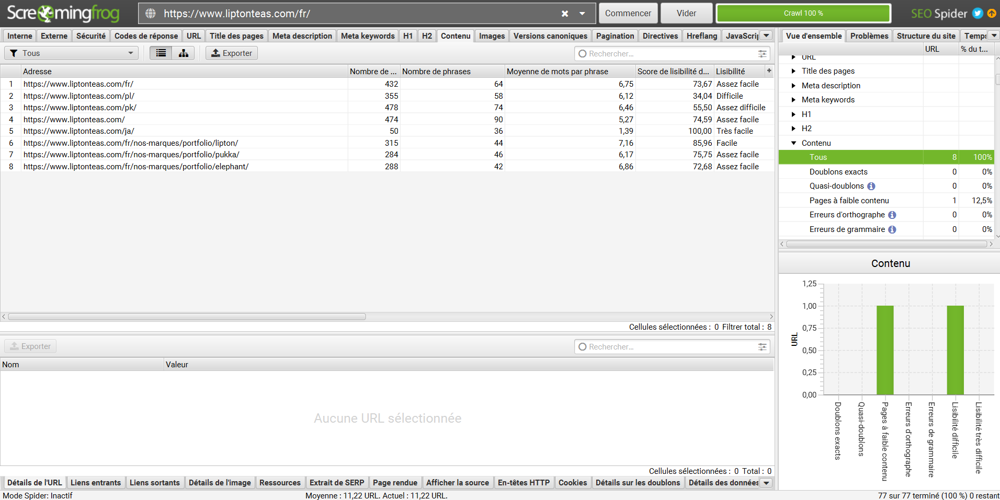 Screamingfrog https://www.liptonteas.com/fr/ Commencer Vider Crawl 100 % SEO Spider
Interne Externe Sécurité Codes de réponse URL Title des pages Meta description Meta keywords H1 H2 Contenu Images Versions canoniques Pagination Directives Hreflang JavaScrip
Tous Exporter Rechercher...
Adresse Nombre de ... Nombre de phrases Moyenne de mots par phrase Score de lisibilité d... Lisibilité +
1 https://www.liptonteas.com/fr/ 432 64 6,75 73,67 Assez facile
2 https://www.liptonteas.com/pl/ 355 58 6,12 34,04 Difficile
3 https://www.liptonteas.com/pk/ 478 74 6,46 55,50 Assez difficile
4 https://www.liptonteas.com/ 474 90 5,27 74,59 Assez facile
5 https://www.liptonteas.com/ja/ 50 36 1,39 100,00 Très facile
6 https://www.liptonteas.com/fr/nos-marques/portfolio/lipton/ 315 44 7,16 85,96 Facile
7 https://www.liptonteas.com/fr/nos-marques/portfolio/pukka/ 284 46 6,17 75,75 Assez facile
8 https://www.liptonteas.com/fr/nos-marques/portfolio/elephant/ 288 42 6,86 72,68 Assez facile
Cellules sélectionnées : 0 Filtrer total : 8
Exporter Rechercher...
Nom Valeur
Aucune URL sélectionnée
Cellules sélectionnées : 0 Total : 0
Détails de l'URL Liens entrants Liens sortants Détails de l'image Ressources Extrait de SERP Page rendue Afficher la source En-têtes HTTP Cookies Détails sur les doublons Détails des données
Vue d'ensemble Problèmes Structure du site Temps
URL % du t...
URL
Title des pages
Meta description
Meta keywords
H1
H2
Contenu
Tous 8 100%
Doublons exacts 0 0%
Quasi-doublons 0 0%
Pages à faible contenu 1 12,5%
Erreurs d'orthographe 0 0%
Erreurs de grammaire 0 0%
Contenu
1,25
1,00
0,75
0,50
0,25
0,00
URL
Doublons exacts
Quasi-doublons
Pages à faible contenu
Erreurs d'orthographe
Erreurs de grammaire
Lisibilité difficile
Lisibilité très difficile
Mode Spider: Inactif Moyenne : 11,22 URL. Actuel : 11,22 URL. 77 sur 77 terminé (100 %) 0 restant